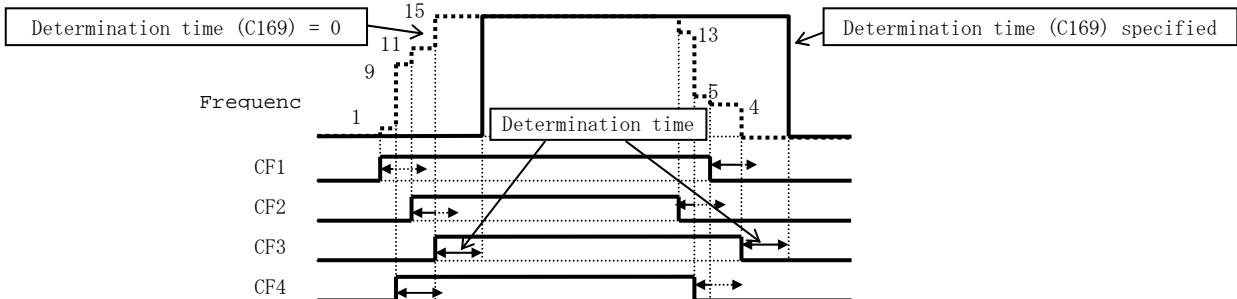 Determination time (C169) = 0
15
Determination time (C169) specified
11
13
9
5
4
Frequenc
1
Determination time
CF1
CF2
CF3
CF4